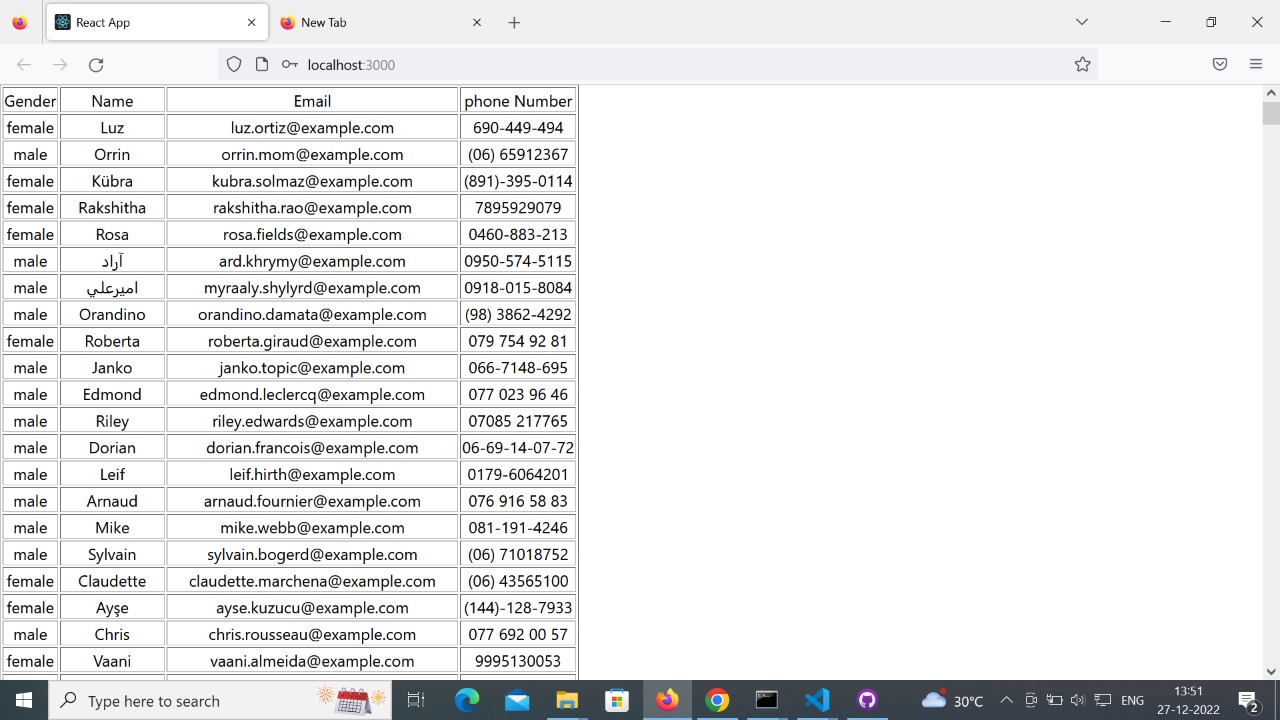 React App
New Tab
localhost:3000
Gender Name Email phone Number
female Luz luz.ortiz@example.com 690-449-494
male Orrin orrin.mom@example.com (06) 65912367
female Kübra kubra.solmaz@example.com (891)-395-0114
female Rakshitha rakshitha.rao@example.com 7895929079
female Rosa rosa.fields@example.com 0460-883-213
male آراد ard.khrymy@example.com 0950-574-5115
male اميرعلي myraaly.shylyrd@example.com 0918-015-8084
male Orandino orandino.damata@example.com (98) 3862-4292
female Roberta roberta.giraud@example.com 079 754 92 81
male Janko janko.topic@example.com 066-7148-695
male Edmond edmond.leclercq@example.com 077 023 96 46
male Riley riley.edwards@example.com 07085 217765
male Dorian dorian.francois@example.com 06-69-14-07-72
male Leif leif.hirth@example.com 0179-6064201
male Arnaud arnaud.fournier@example.com 076 916 58 83
male Mike mike.webb@example.com 081-191-4246
male Sylvain sylvain.bogerd@example.com (06) 71018752
female Claudette claudette.marchena@example.com (06) 43565100
female Ayşe ayse.kuzucu@example.com (144)-128-7933
male Chris chris.rousseau@example.com 077 692 00 57
female Vaani vaani.almeida@example.com 9995130053
Type here to search
30°C
ENG
13:51
27-12-2022
2